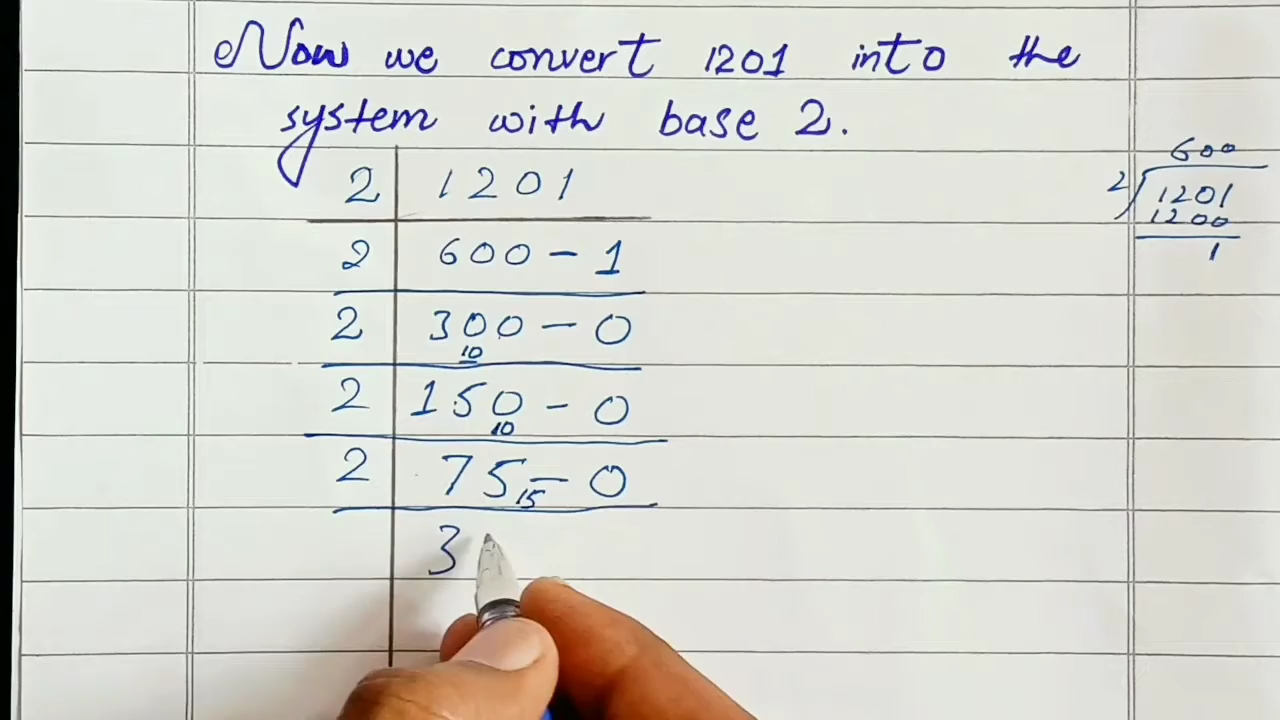 Now we convert 1201 into the
system with base 2.
2 1201
2 600 - 1
2 300 - 0
10
2 150 - 0
10
2 75 - 0
15
3
600
2 1201
1200
1